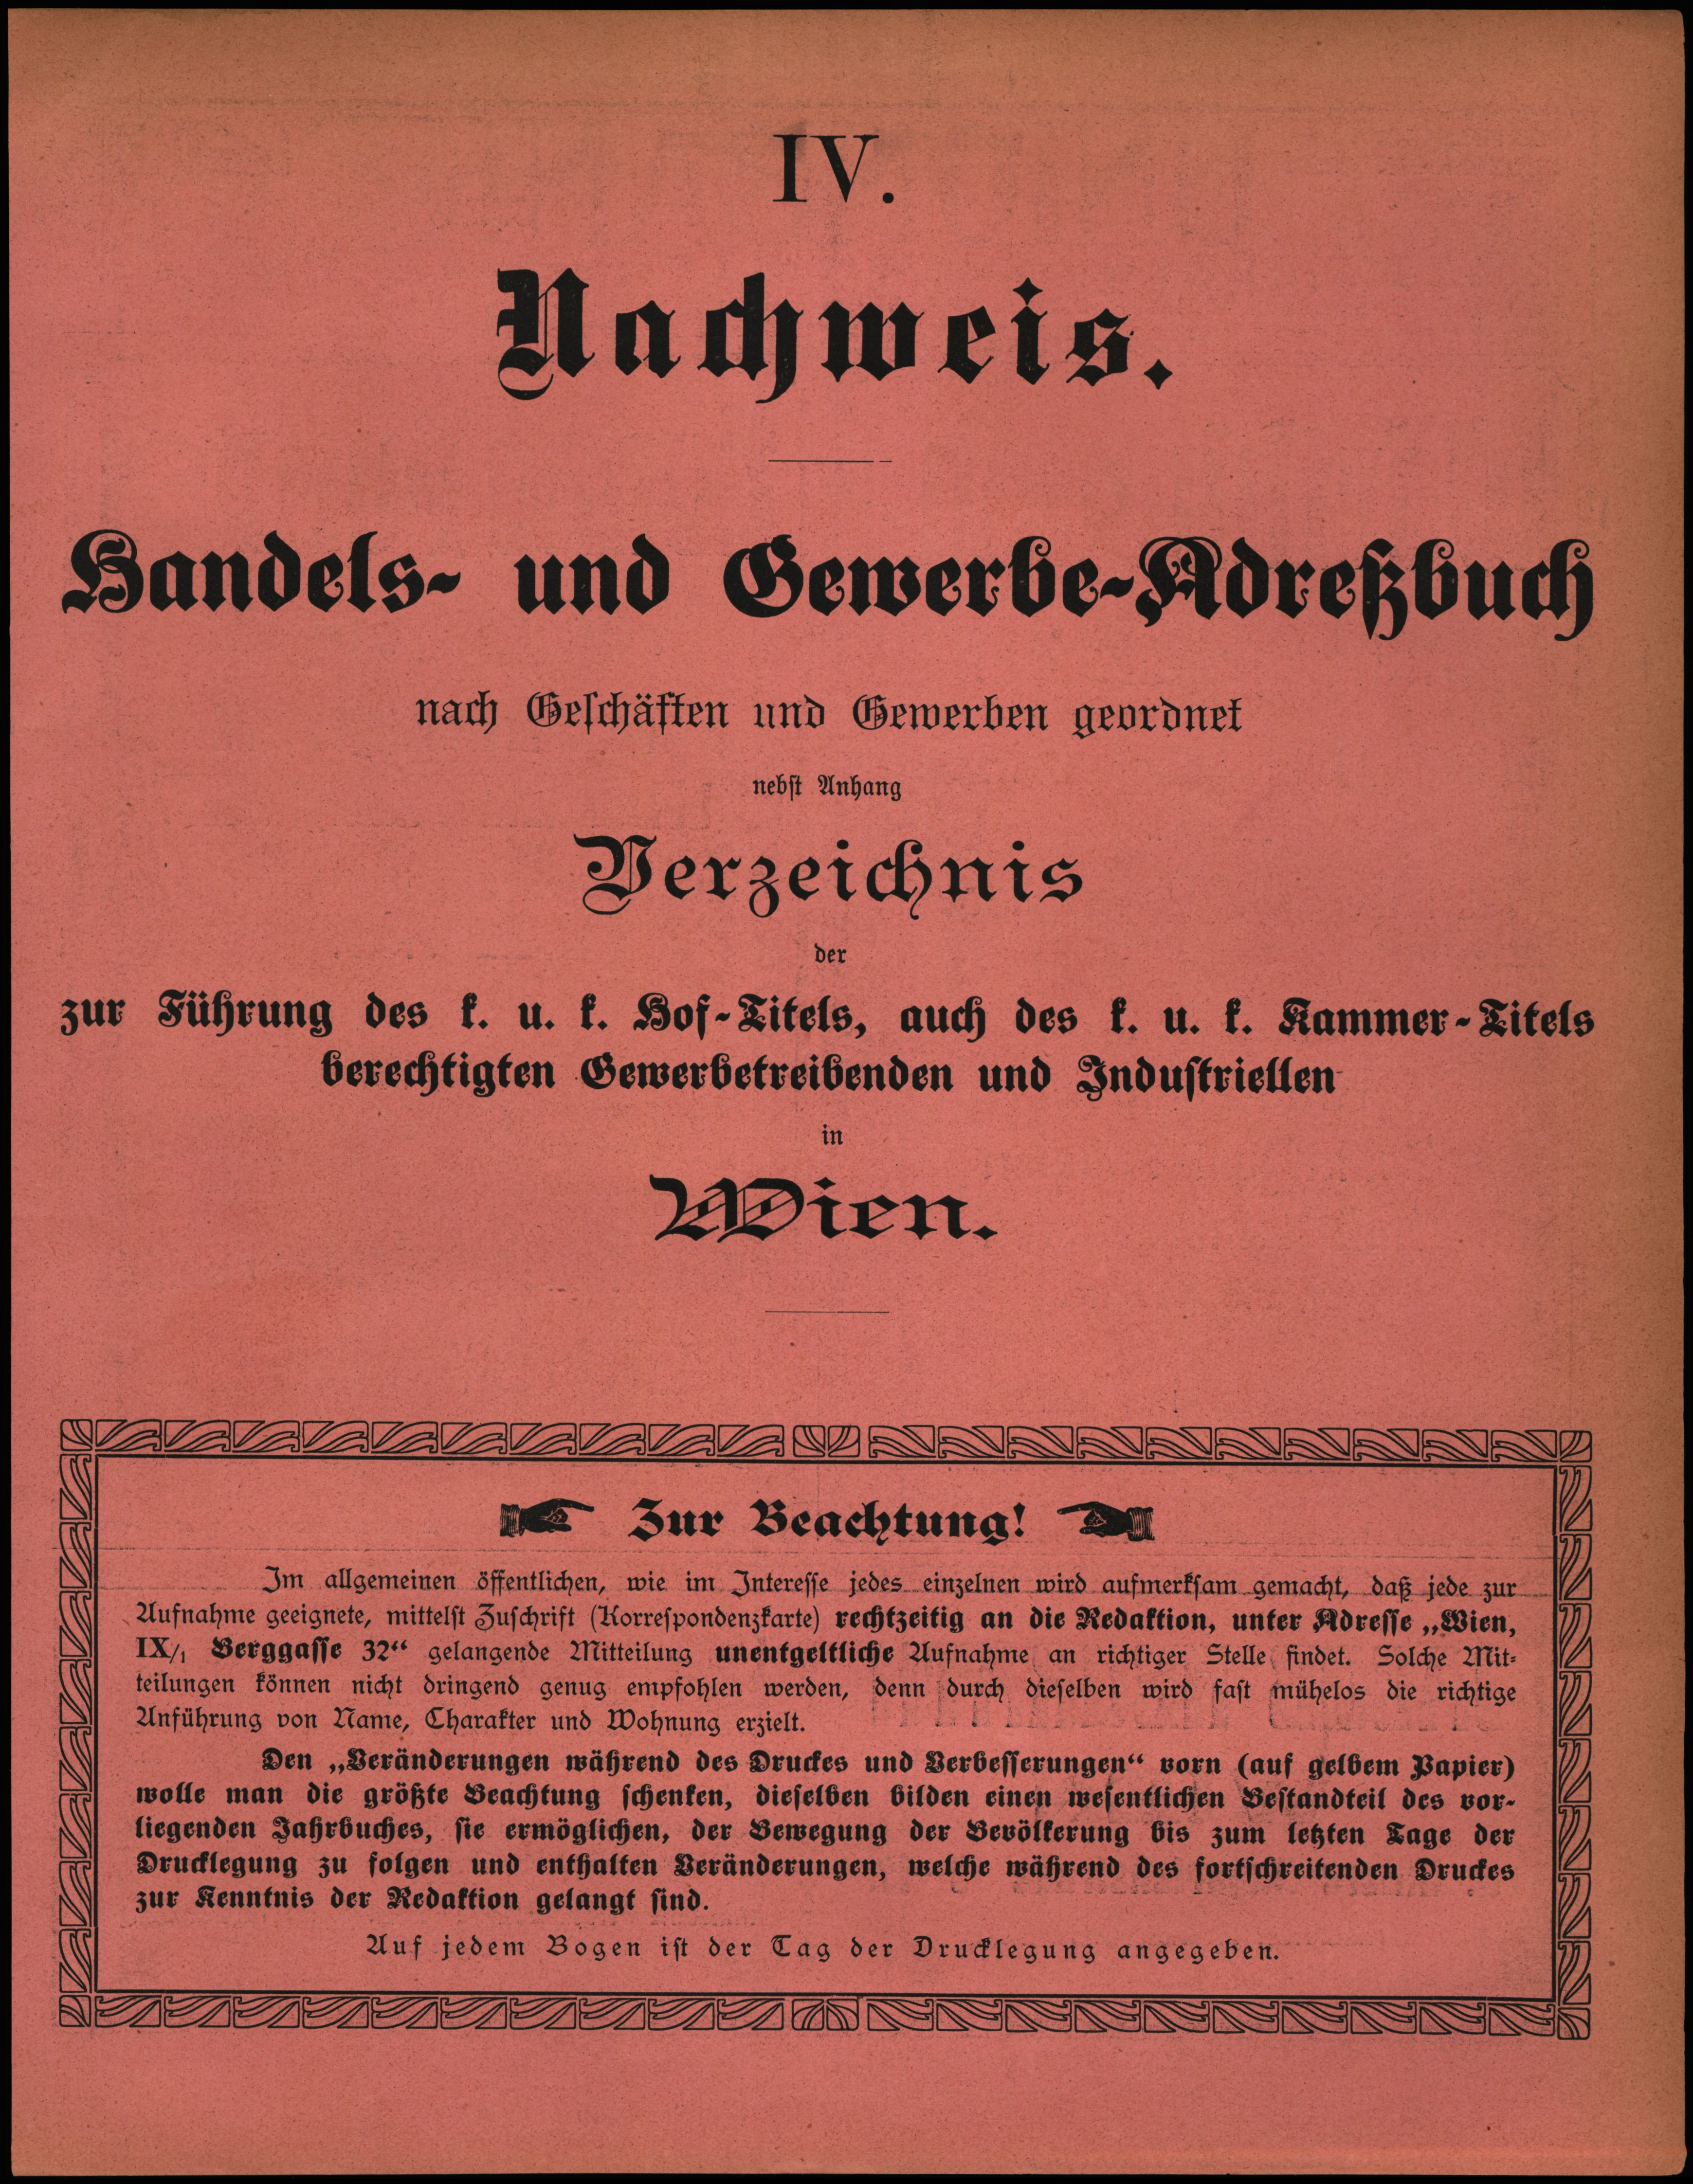 IV.
Nachweis.
Handels- und Gewerbe-Adreßbuch
nach Geschäften und Gewerben geordnet
nebst Anhang
Verzeichnis
der
zur Führung des k. u. k. Hof-Titels, auch des k. u. k. Kammer-Titels
berechtigten Gewerbetreibenden und Industriellen
in
Wien.
Zur Beachtung!
Im allgemeinen öffentlichen, wie im Interesse jedes einzelnen wird aufmerksam gemacht, daß jede zur
Aufnahme geeignete, mittelst Zuschrift (Korrespondenzkarte) rechtzeitig an die Redaktion, unter Adresse „Wien,
IX/1 Berggasse 32“ gelangende Mitteilung unentgeltliche Aufnahme an richtiger Stelle findet. Solche Mit-
teilungen können nicht dringend genug empfohlen werden, denn durch dieselben wird fast mühelos die richtige
Anführung von Name, Charakter und Wohnung erzielt.
Den „Veränderungen während des Druckes und Verbesserungen“ vorn (auf gelbem Papier)
wolle man die größte Beachtung schenken, dieselben bilden einen wesentlichen Bestandteil des vor-
liegenden Jahrbuches, sie ermöglichen, der Bewegung der Bevölkerung bis zum letzten Tage der
Drucklegung zu folgen und enthalten Veränderungen, welche während des fortschreitenden Druckes
zur Kenntnis der Redaktion gelangt sind.
Auf jedem Bogen ist der Tag der Drucklegung angegeben.